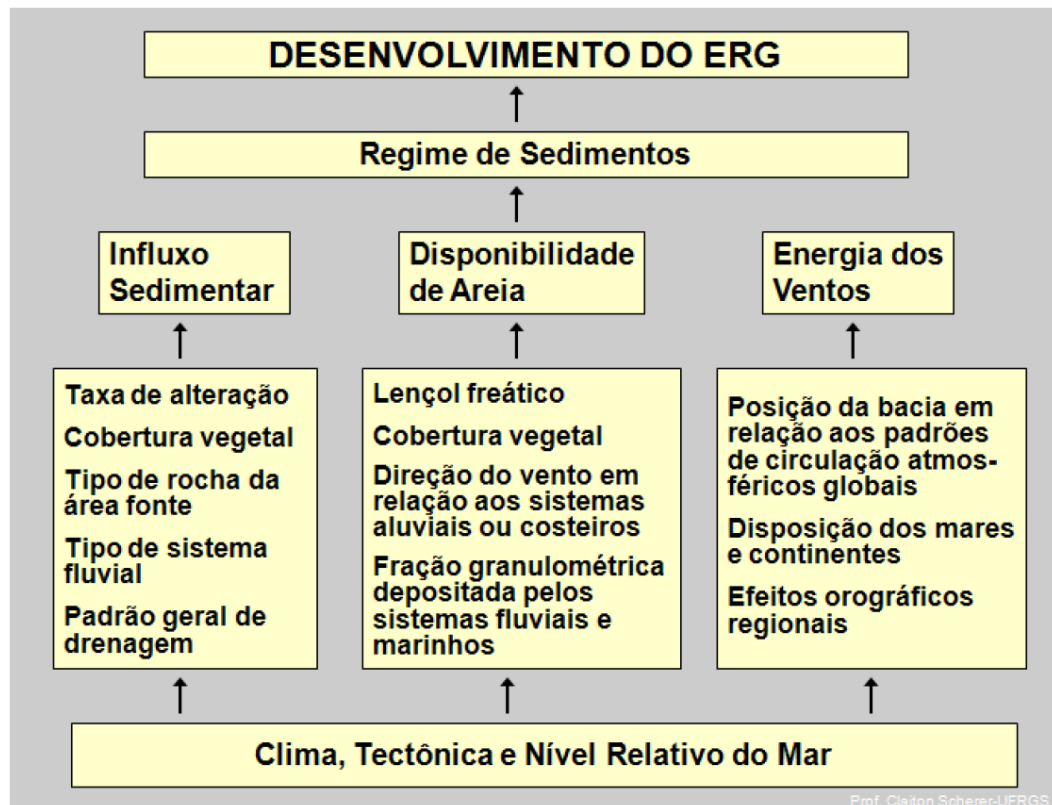 DESENVOLVIMENTO DO ERG
Regime de Sedimentos
Influxo
Sedimentar
Disponibilidade
de Areia
Energia dos
Ventos
Taxa de alteração
Cobertura vegetal
Tipo de rocha da
área fonte
Tipo de sistema
fluvial
Padrão geral de
drenagem
Lençol freático
Cobertura vegetal
Direção do vento em
relação aos sistemas
aluviais ou costeiros
Fração granulométrica
depositada pelos
sistemas fluviais e
marinhos
Posição da bacia em
relação aos padrões
de circulação atmos-
féricos globais
Disposição dos mares
e continentes
Efeitos orográficos
regionais
Clima, Tectônica e Nível Relativo do Mar
Prof. Claiton Scherer-UFRGS